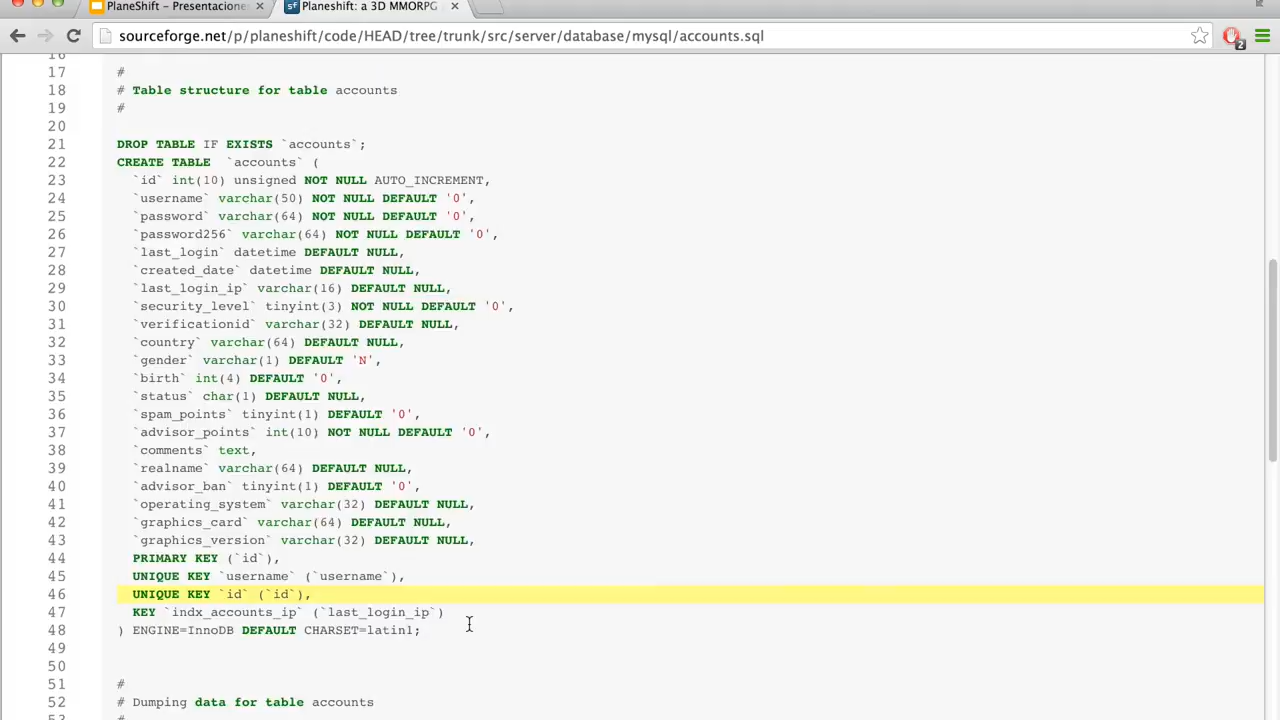 PlaneShift – Presentacione
Planeshift: a 3D MMORPG
sourceforge.net/p/planeshift/code/HEAD/tree/trunk/src/server/database/mysql/accounts.sql
2
16
17 #
18 # Table structure for table accounts
19 #
20
21 DROP TABLE IF EXISTS `accounts`;
22 CREATE TABLE  `accounts` (
23 `id` int(10) unsigned NOT NULL AUTO_INCREMENT,
24 `username` varchar(50) NOT NULL DEFAULT '0',
25 `password` varchar(64) NOT NULL DEFAULT '0',
26 `password256` varchar(64) NOT NULL DEFAULT '0',
27 `last_login` datetime DEFAULT NULL,
28 `created_date` datetime DEFAULT NULL,
29 `last_login_ip` varchar(16) DEFAULT NULL,
30 `security_level` tinyint(3) NOT NULL DEFAULT '0',
31 `verificationid` varchar(32) DEFAULT NULL,
32 `country` varchar(64) DEFAULT NULL,
33 `gender` varchar(1) DEFAULT 'N',
34 `birth` int(4) DEFAULT '0',
35 `status` char(1) DEFAULT NULL,
36 `spam_points` tinyint(1) DEFAULT '0',
37 `advisor_points` int(10) NOT NULL DEFAULT '0',
38 `comments` text,
39 `realname` varchar(64) DEFAULT NULL,
40 `advisor_ban` tinyint(1) DEFAULT '0',
41 `operating_system` varchar(32) DEFAULT NULL,
42 `graphics_card` varchar(64) DEFAULT NULL,
43 `graphics_version` varchar(32) DEFAULT NULL,
44 PRIMARY KEY (`id`),
45 UNIQUE KEY `username` (`username`),
46 UNIQUE KEY `id` (`id`),
47 KEY `indx_accounts_ip` (`last_login_ip`)
48 ) ENGINE=InnoDB DEFAULT CHARSET=latin1;
49
50
51 #
52 # Dumping data for table accounts
53 #